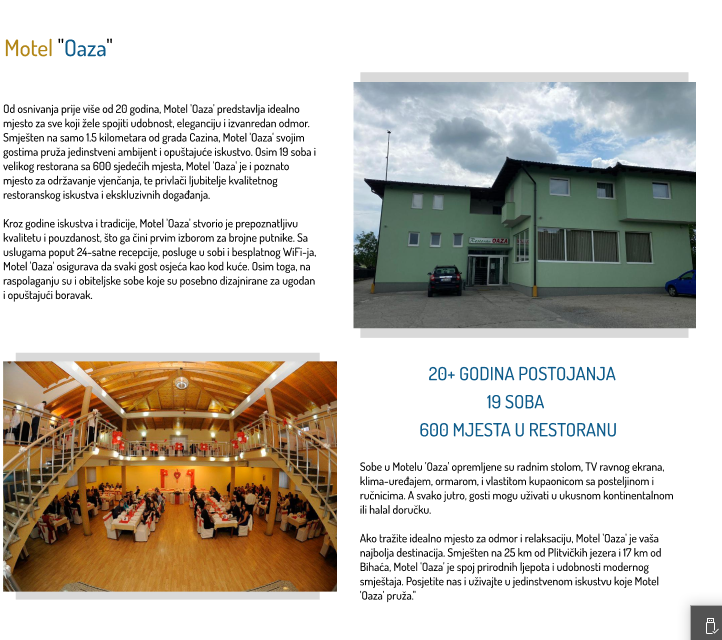 Motel "Oaza"
Od osnivanja prije više od 20 godina, Motel 'Oaza' predstavlja idealno
mjesto za sve koji žele spojiti udobnost, eleganciju i izvanredan odmor.
Smješten na samo 1.5 kilometara od grada Cazina, Motel 'Oaza' svojim
gostima pruža jedinstveni ambijent i opuštajuće iskustvo. Osim 19 soba i
velikog restorana sa 600 sjedećih mjesta, Motel 'Oaza' je i poznato
mjesto za održavanje vjenčanja, te privlači ljubitelje kvalitetnog
restoranskog iskustva i ekskluzivnih događanja.
Kroz godine iskustva i tradicije, Motel 'Oaza' stvorio je prepoznatljivu
kvalitetu i pouzdanost, što ga čini prvim izborom za brojne putnike. Sa
uslugama poput 24-satne recepcije, posluge u sobi i besplatnog WiFi-ja,
Motel 'Oaza' osigurava da svaki gost osjeća kao kod kuće. Osim toga, na
raspolaganju su i obiteljske sobe koje su posebno dizajnirane za ugodan
i opuštajući boravak.
OAZA
20+ GODINA POSTOJANJA
19 SOBA
600 MJESTA U RESTORANU
Sobe u Motelu 'Oaza' opremljene su radnim stolom, TV ravnog ekrana,
klima-uređajem, ormarom, i vlastitom kupaonicom sa posteljinom i
ručnicima. A svako jutro, gosti mogu uživati u ukusnom kontinentalnom
ili halal doručku.
Ako tražite idealno mjesto za odmor i relaksaciju, Motel 'Oaza' je vaša
najbolja destinacija. Smješten na 25 km od Plitvičkih jezera i 17 km od
Bihaća, Motel 'Oaza' je spoj prirodnih ljepota i udobnosti modernog
smještaja. Posjetite nas i uživajte u jedinstvenom iskustvu koje Motel
'Oaza' pruža."